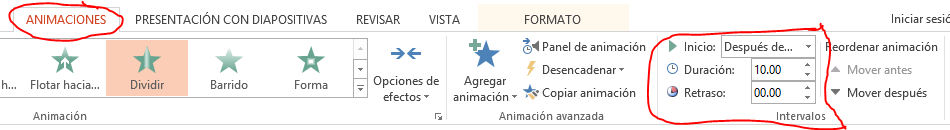 ANIMACIONES PRESENTACIÓN CON DIAPOSITIVAS REVISAR VISTA FORMATO Iniciar sesió
h... Flotar hacia... Dividir Barrido Forma
Opciones de efectos
Agregar animación
Panel de animación
Desencadenar
Copiar animación
Inicio: Después de...
Duración: 10.00
Retraso: 00.00
Reordenar animación
Mover antes
Mover después
Animación Animación avanzada Intervalos